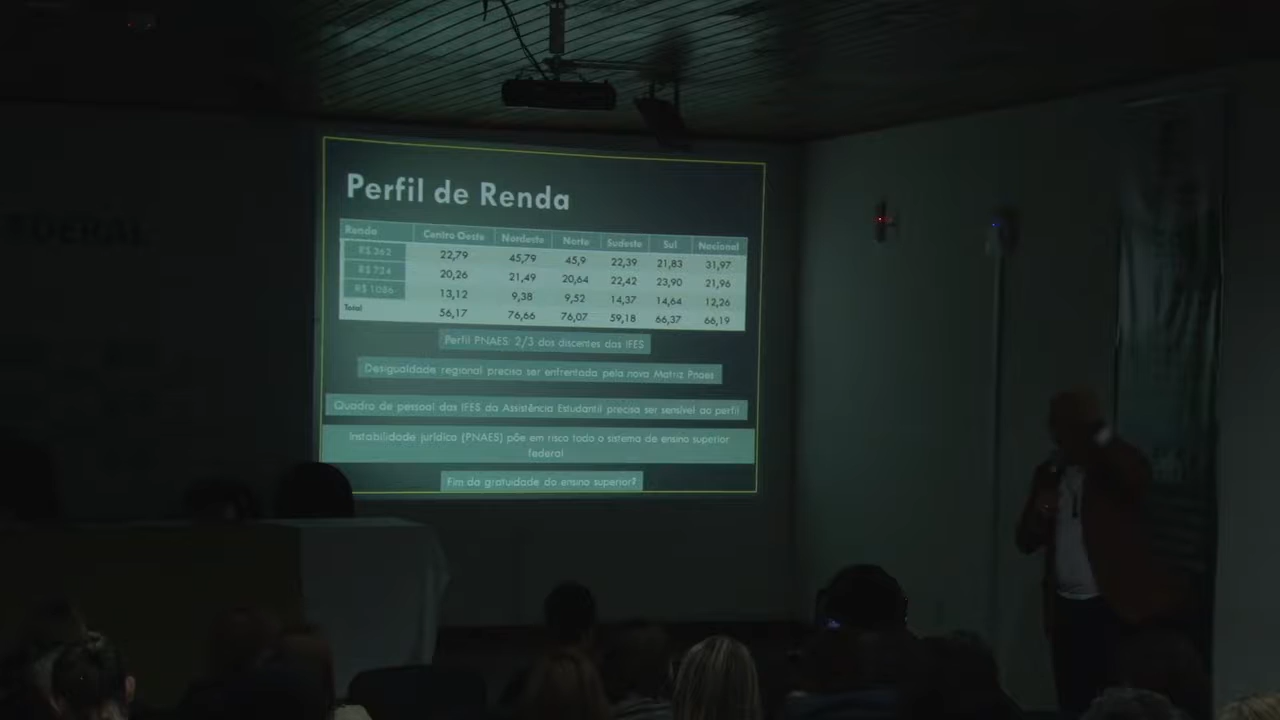 Perfil de Renda
Renda Centro Oeste Nordeste Norte Sudeste Sul Nacional
R$ 362 22,79 45,79 45,9 22,39 21,83 31,97
R$ 724 20,26 21,49 20,64 22,42 23,90 21,96
R$ 1086 13,12 9,38 9,52 14,37 14,64 12,26
Total 56,17 76,66 76,07 59,18 66,37 66,19
Perfil PNAES: 2/3 dos discentes das IFES
Desigualdade regional precisa ser enfrentada pela nova Matriz Pnaes
Quadro de pessoal das IFES da Assistência Estudantil precisa ser sensível ao perfil
Instabilidade jurídica (PNAES) põe em risco todo o sistema de ensino superior
federal
Fim da gratuidade do ensino superior?